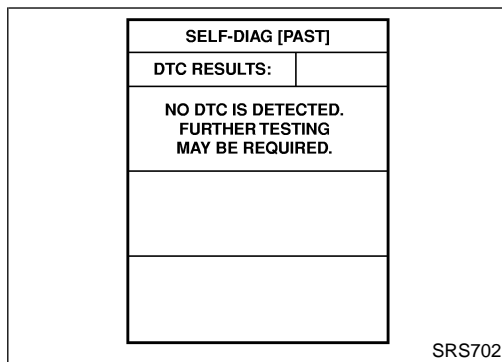 SELF-DIAG [PAST]
DTC RESULTS:
NO DTC IS DETECTED.
FURTHER TESTING
MAY BE REQUIRED.
SRS702